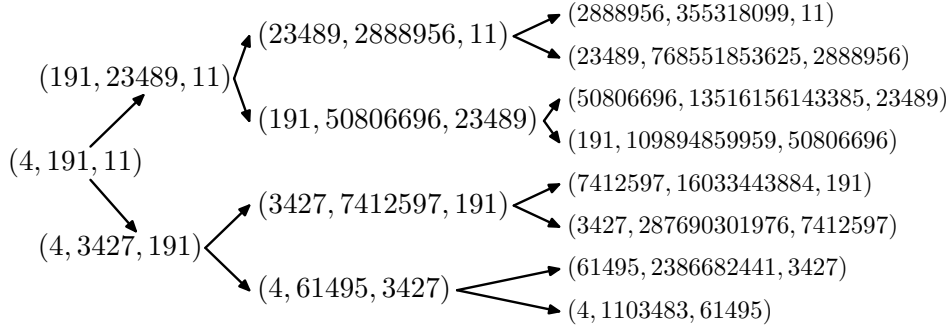 (4, 191, 11)
(191, 23489, 11)
(4, 3427, 191)
(23489, 2888956, 11)
(191, 50806696, 23489)
(3427, 7412597, 191)
(4, 61495, 3427)
(2888956, 355318099, 11)
(23489, 768551853625, 2888956)
(50806696, 13516156143385, 23489)
(191, 109894859959, 50806696)
(7412597, 16033443884, 191)
(3427, 287690301976, 7412597)
(61495, 2386682441, 3427)
(4, 1103483, 61495)